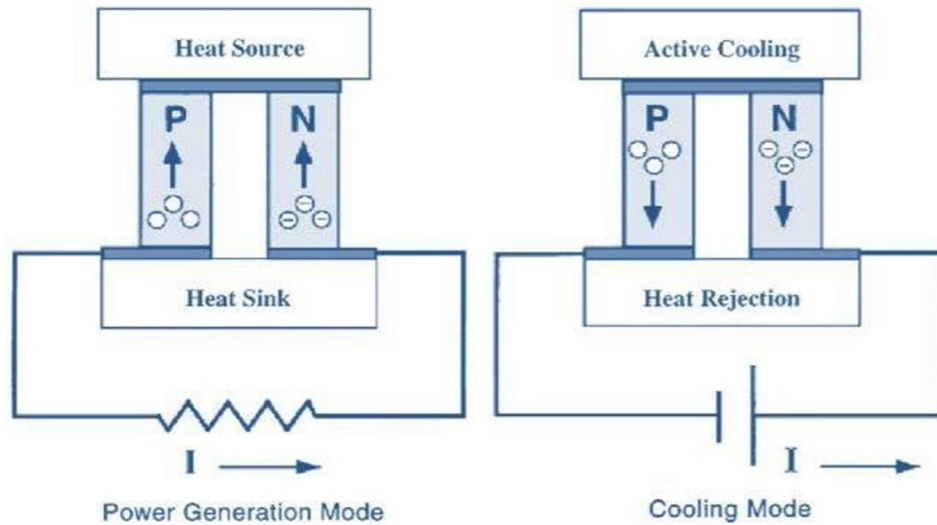 Heat Source
P
N
Heat Sink
I
Power Generation Mode
Active Cooling
P
N
Heat Rejection
I
Cooling Mode